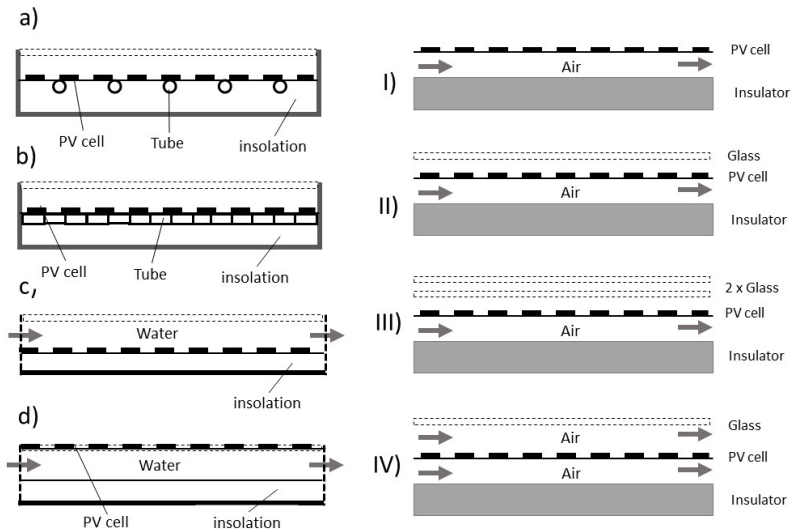 a)
PV cell
Tube
insolation
b)
PV cell
Tube
insolation
c,
Water
insolation
d)
Water
PV cell
insolation
I)
PV cell
Air
Insulator
II)
Glass
PV cell
Air
Insulator
III)
2 x Glass
PV cell
Air
Insulator
IV)
Glass
Air
PV cell
Air
Insulator